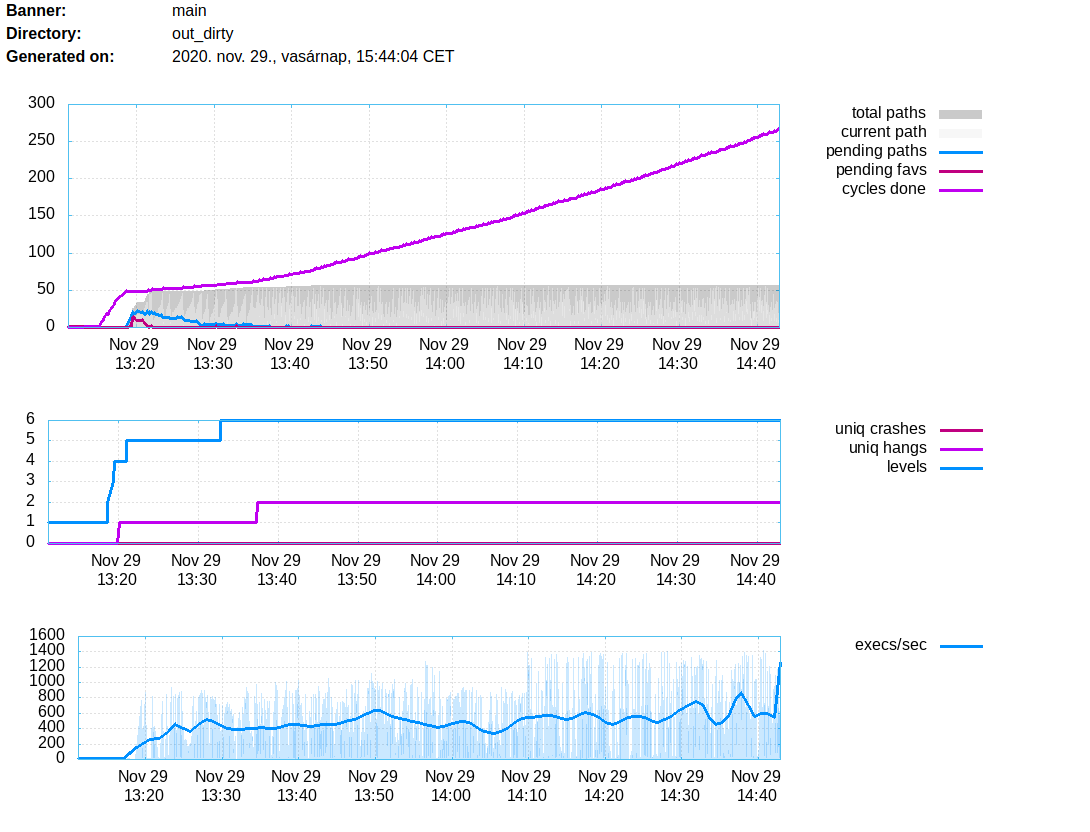 Banner: main
Directory: out_dirty
Generated on: 2020. nov. 29., vasárnap, 15:44:04 CET
300
250
200
150
100
50
0
Nov 29 Nov 29 Nov 29 Nov 29 Nov 29 Nov 29 Nov 29 Nov 29 Nov 29
13:20 13:30 13:40 13:50 14:00 14:10 14:20 14:30 14:40
total paths
current path
pending paths
pending favs
cycles done
6
5
4
3
2
1
0
Nov 29 Nov 29 Nov 29 Nov 29 Nov 29 Nov 29 Nov 29 Nov 29 Nov 29
13:20 13:30 13:40 13:50 14:00 14:10 14:20 14:30 14:40
uniq crashes
uniq hangs
levels
1600
1400
1200
1000
800
600
400
200
0
Nov 29 Nov 29 Nov 29 Nov 29 Nov 29 Nov 29 Nov 29 Nov 29 Nov 29
13:20 13:30 13:40 13:50 14:00 14:10 14:20 14:30 14:40
execs/sec